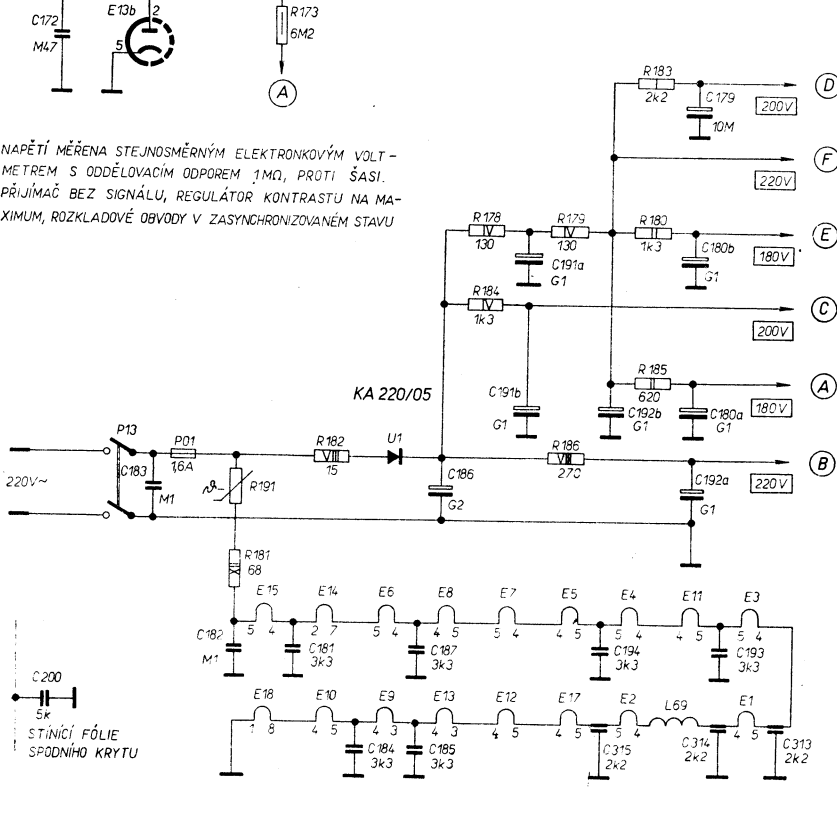 C172
M47
E13b
2
5
R173
6M2
A
NAPĚTÍ MĚŘENA STEJNOSMĚRNÝM ELEKTRONKOVÝM VOLT-
METREM S ODDĚLOVACÍM ODPOREM 1MΩ, PROTI ŠASI.
PŘIJÍMAČ BEZ SIGNÁLU, REGULÁTOR KONTRASTU NA MA-
XIMUM, ROZKLADOVÉ OBVODY V ZASYNCHRONIZOVANÉM STAVU
R183
2k2
C179
10M
D
200V
F
220V
R178
130
R179
130
R180
1k3
C191a
G1
C180b
G1
E
180V
R184
1k3
C
200V
KA 220/05
C191b
G1
R185
620
C192b
G1
C180a
G1
A
180V
P13
P01
1,6A
R182
15
U1
R186
270
B
220V
220V~
C183
M1
R191
C186
G2
C192a
G1
R181
68
E15 E14 E6 E8 E7 E5 E4 E11 E3
5 4 2 7 5 4 4 5 5 4 4 5 5 4 4 5 5 4
C182
M1
C181
3k3
C187
3k3
C194
3k3
C193
3k3
C200
5k
STÍNÍCÍ FÓLIE
SPODNÍHO KRYTU
E18 E10 E9 E13 E12 E17 E2 L69 E1
1 8 4 5 4 3 4 3 4 5 4 5 5 4 4 5
C184
3k3
C185
3k3
C315
2k2
C314
2k2
C313
2k2